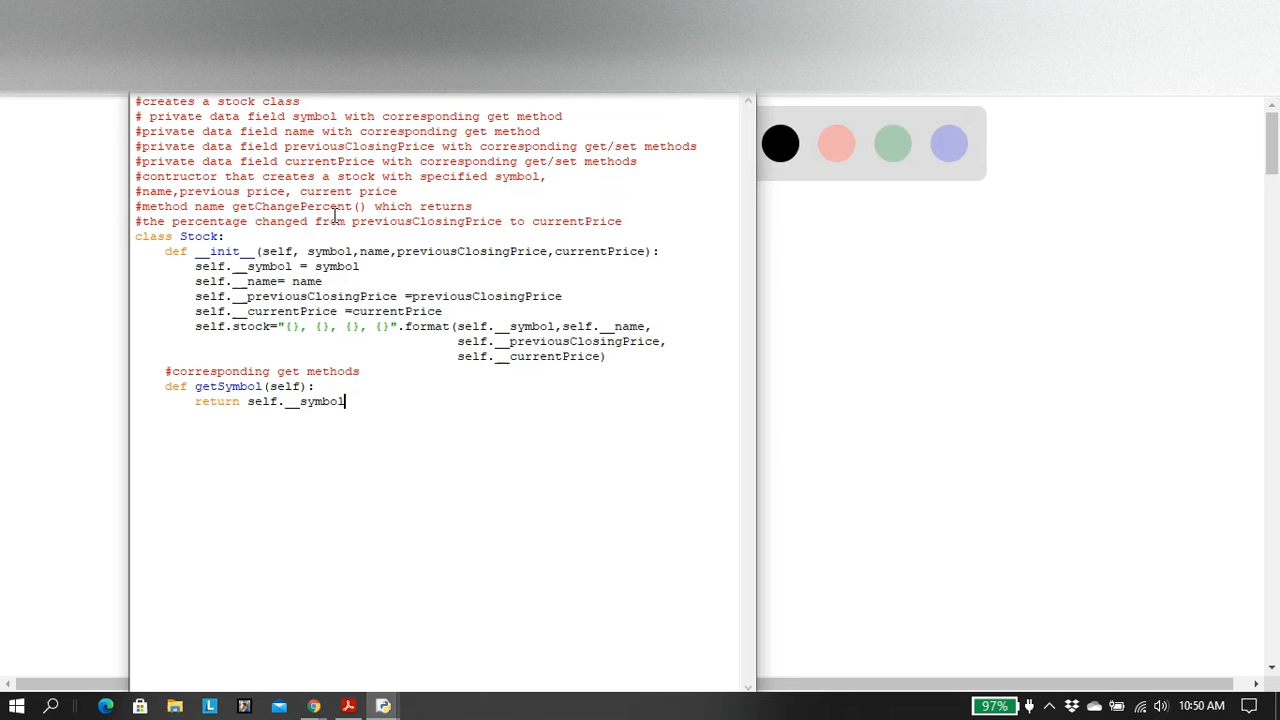 #creates a stock class
# private data field symbol with corresponding get method
#private data field name with corresponding get method
#private data field previousClosingPrice with corresponding get/set methods
#private data field currentPrice with corresponding get/set methods
#contructor that creates a stock with specified symbol,
#name,previous price, current price
#method name getChangePercent() which returns
#the percentage changed from previousClosingPrice to currentPrice
class Stock:
    def __init__(self, symbol,name,previousClosingPrice,currentPrice):
        self.__symbol = symbol
        self.__name= name
        self.__previousClosingPrice =previousClosingPrice
        self.__currentPrice =currentPrice
        self.stock="{}, {}, {}, {}".format(self.__symbol,self.__name,
                                           self.__previousClosingPrice,
                                           self.__currentPrice)
    #corresponding get methods
    def getSymbol(self):
        return self.__symbol
L
97%
10:50 AM